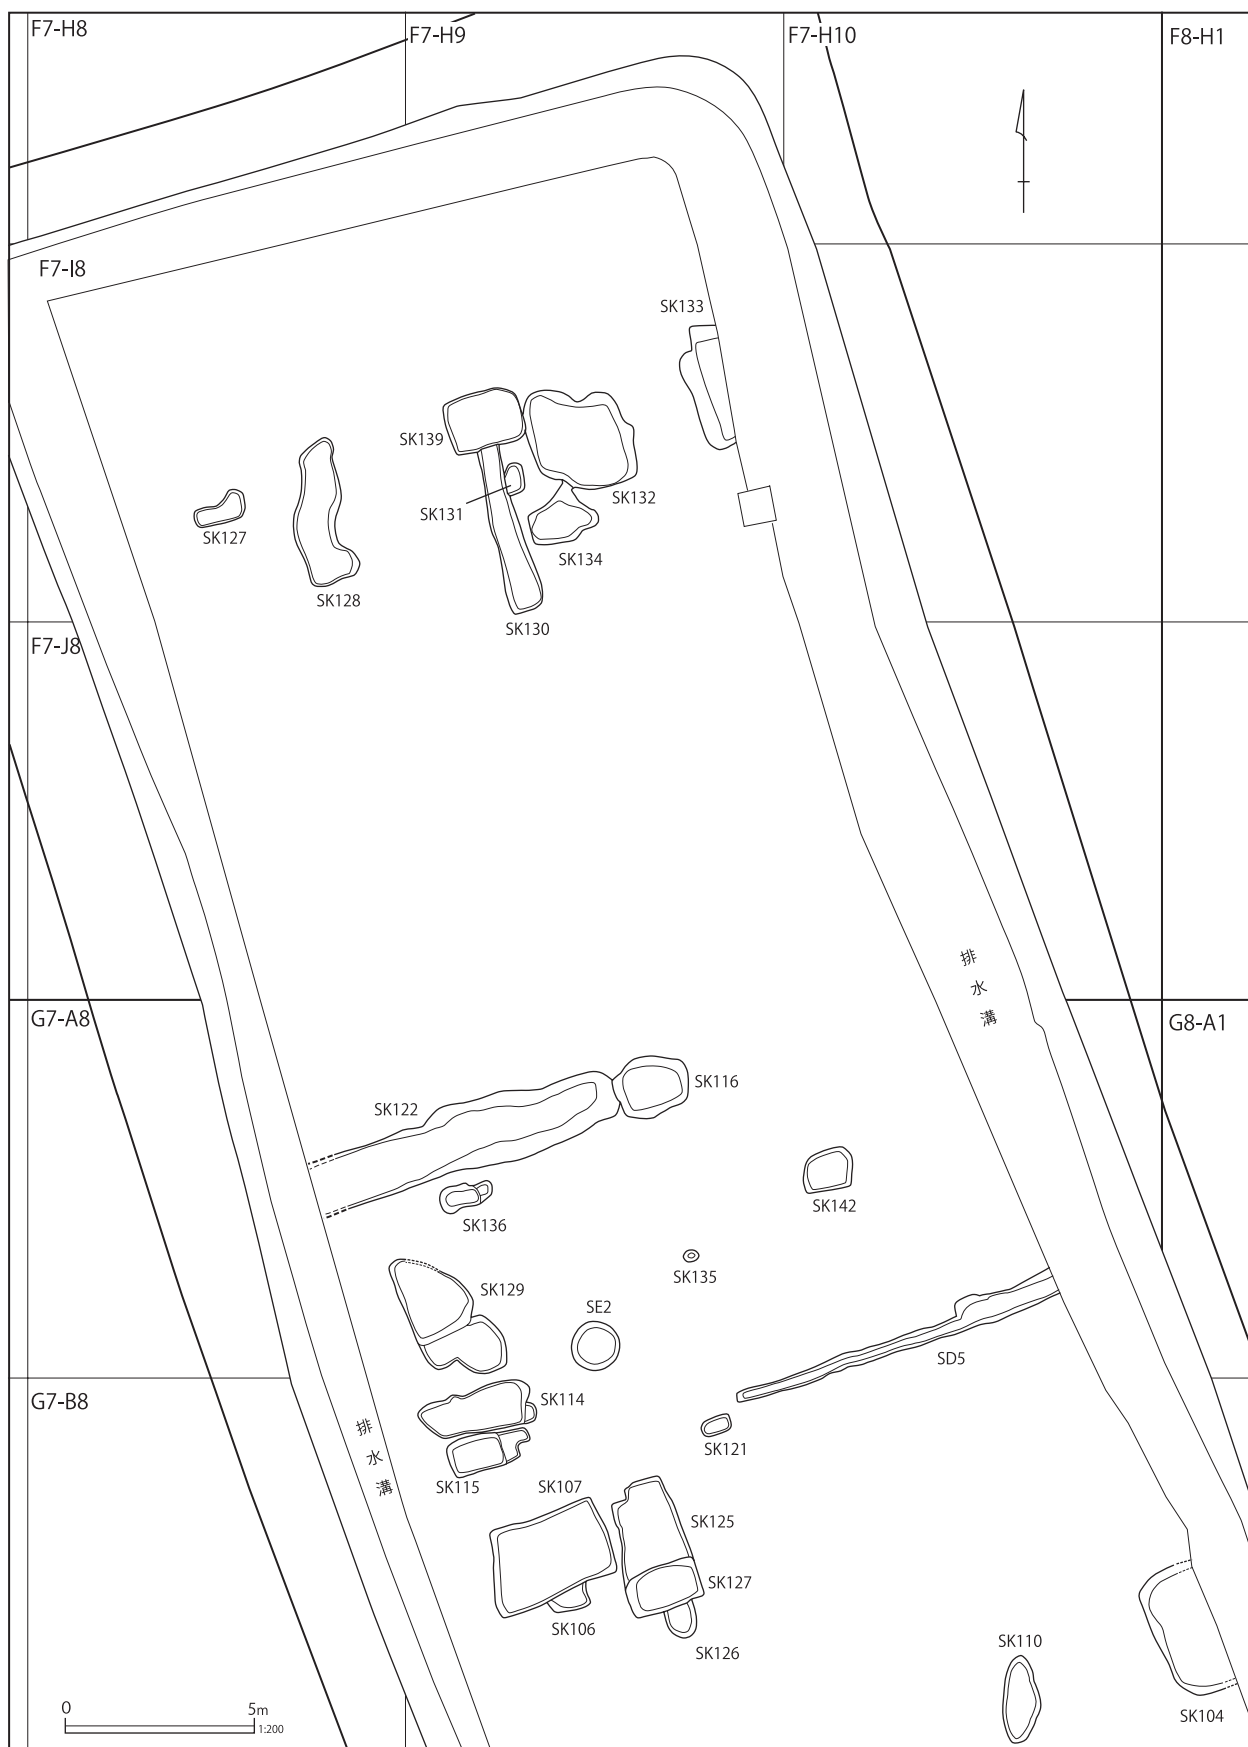 F7-H8
F7-H9
F7-H10
F8-H1
F7-I8
SK133
SK139
SK132
SK131
SK127
SK134
SK128
SK130
F7-J8
排水溝
G7-A8
G8-A1
SK116
SK122
SK142
SK136
SK135
SK129
SE2
SD5
G7-B8
SK114
排水溝
SK121
SK115
SK107
SK125
SK127
SK106
SK126
SK110
SK104
0 5m
1:200